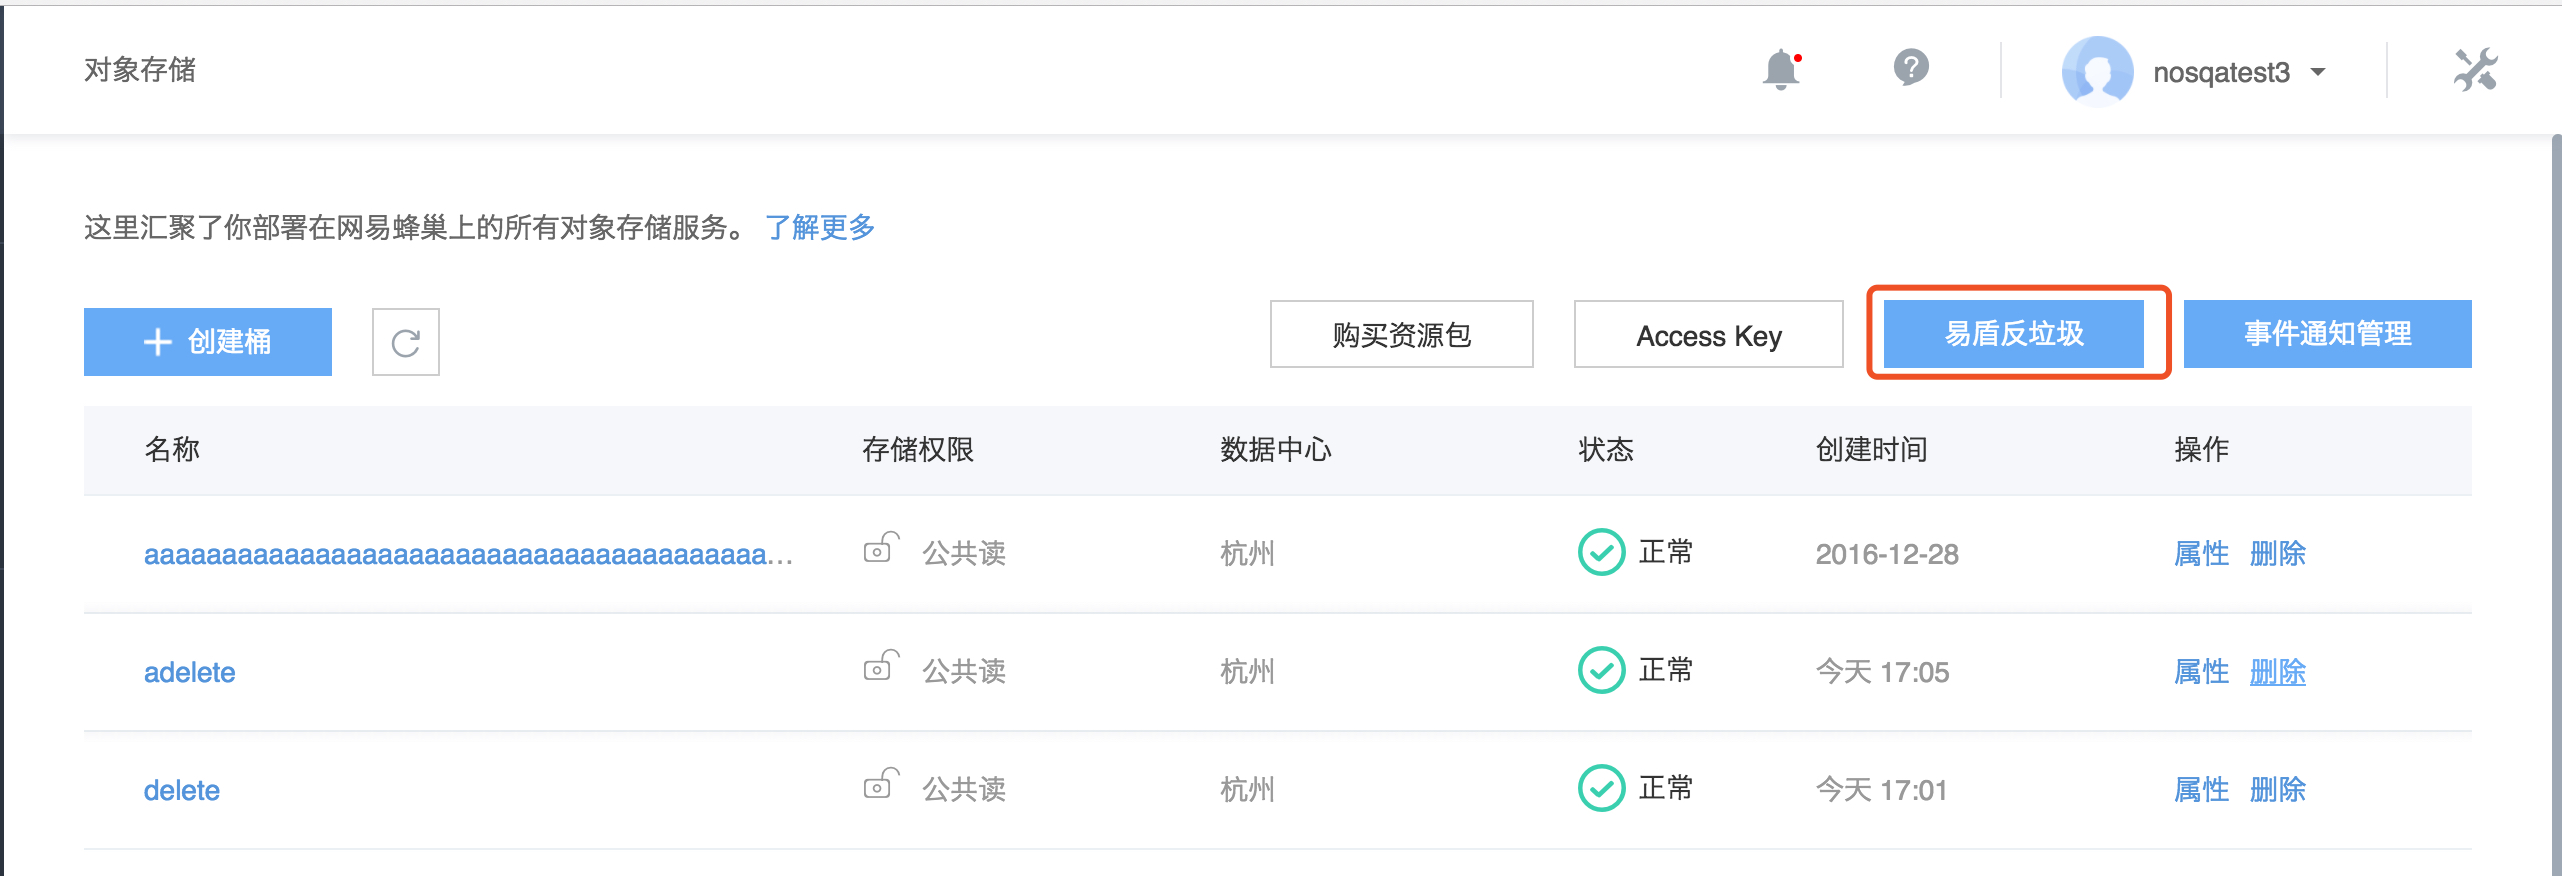 对象存储
nosqatest3
这里汇聚了你部署在网易蜂巢上的所有对象存储服务。 了解更多
创建桶 购买资源包 Access Key 易盾反垃圾 事件通知管理
名称 存储权限 数据中心 状态 创建时间 操作
aaaaaaaaaaaaaaaaaaaaaaaaaaaaaaaaaaaaaaaa... 公共读 杭州 正常 2016-12-28 属性 删除
adelete 公共读 杭州 正常 今天 17:05 属性 删除
delete 公共读 杭州 正常 今天 17:01 属性 删除